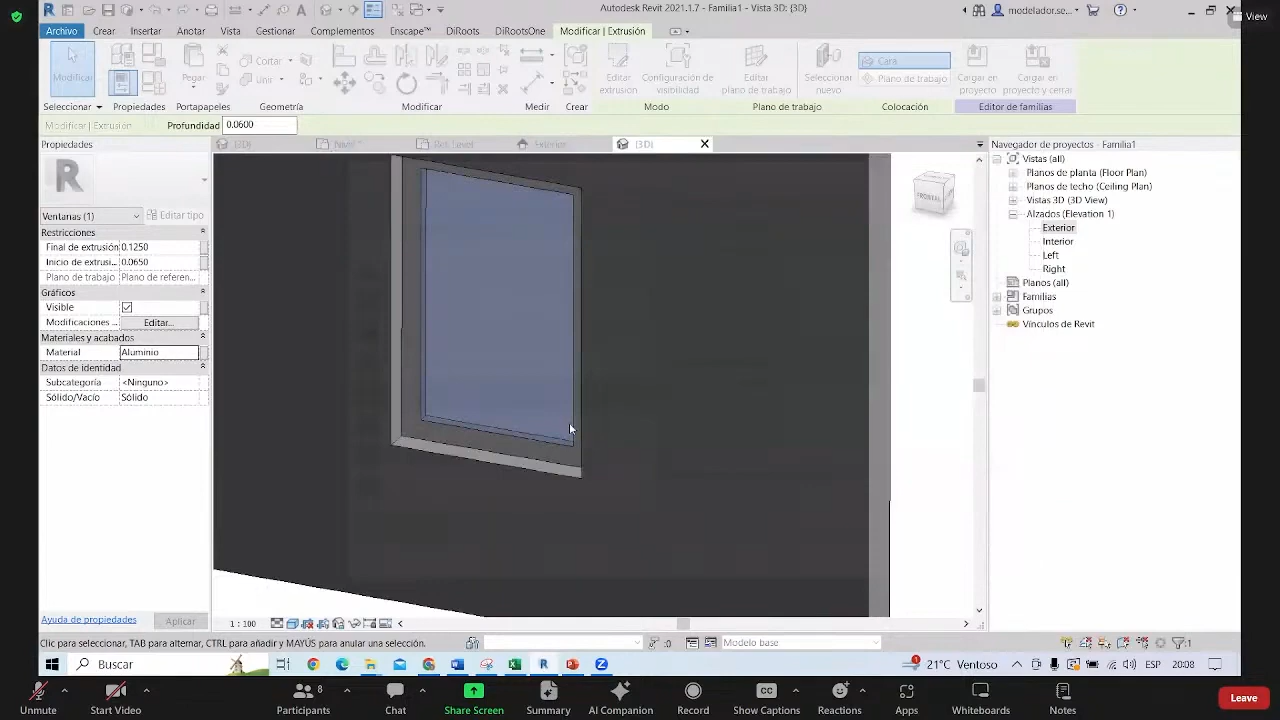 Autodesk Revit 2021.1.7 - Familia1 - Vista 3D: {3D}
modelador.se...
View
Archivo Crear Insertar Anotar Vista Gestionar Complementos Enscape™ DiRoots DiRootsOne Modificar | Extrusión
Modificar
Pegar
Cortar
Unir
Editar extrusión
Configuración de visibilidad
Editar plano de trabajo
Seleccionar nuevo
Cara
Plano de trabajo
Cargar en proyecto
Cargar en proyecto y cerrar
Seleccionar Propiedades Portapapeles Geometría Modificar Medir Crear Modo Plano de trabajo Colocación Editor de familias
Modificar | Extrusión Profundidad 0.0600
Propiedades
{3D}
Ref. Level
Exterior
{3D}
Navegador de proyectos - Familia1
R
Ventanas (1) Editar tipo
Restricciones
Final de extrusión 0.1250
Inicio de extrusi... 0.0650
Plano de trabajo Plano de referen...
Gráficos
Visible
Modificaciones ... Editar...
Materiales y acabados
Material Aluminio
Datos de identidad
Subcategoría <Ninguno>
Sólido/Vacío Sólido
Ayuda de propiedades Aplicar
FRONTAL
Vistas (all)
Planos de planta (Floor Plan)
Planos de techo (Ceiling Plan)
Vistas 3D (3D View)
Alzados (Elevation 1)
Exterior
Interior
Left
Right
Planos (all)
Familias
Grupos
Vínculos de Revit
1 : 100
Clic para seleccionar, TAB para alternar, CTRL para añadir y MAYÚS para anular una selección.
:0
Modelo base
:1
Buscar
21°C Ventoso
ESP
20:08
Unmute Start Video Participants 8 Chat Share Screen Summary AI Companion Record Show Captions Reactions Apps Whiteboards Notes Leave